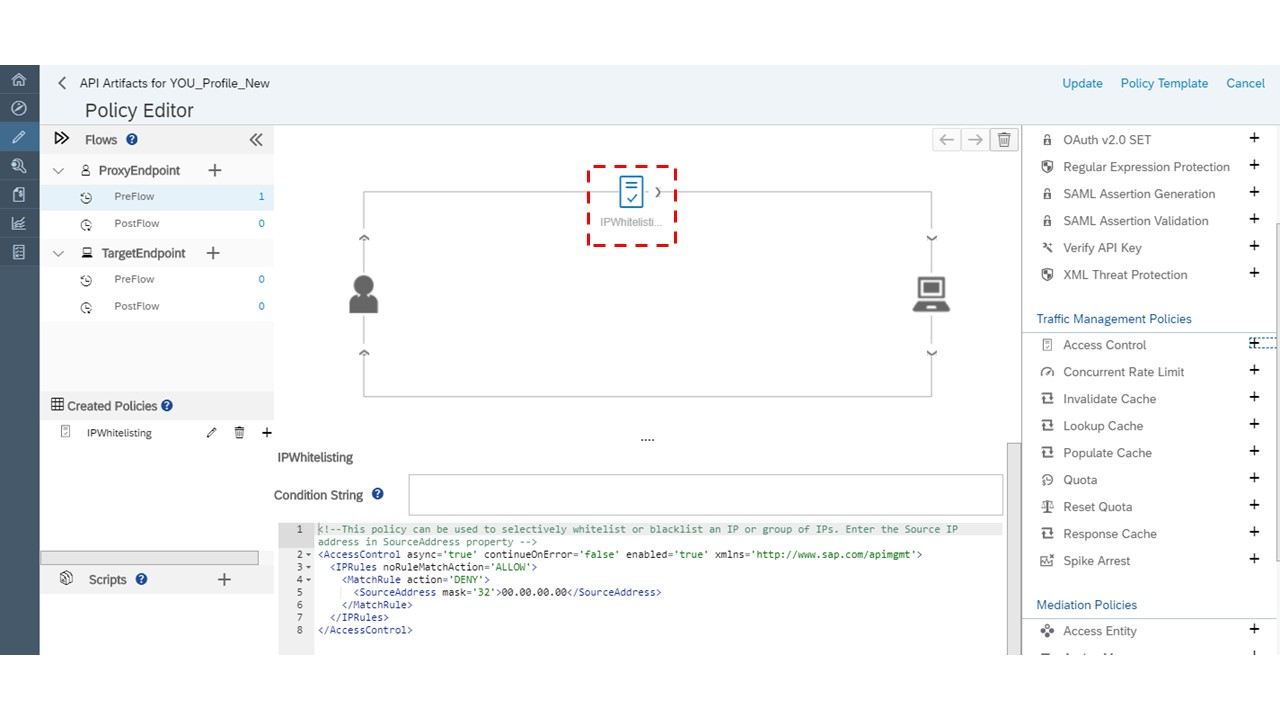 API Artifacts for YOU_Profile_New
Policy Editor
Update Policy Template Cancel
Flows ?
ProxyEndpoint +
PreFlow 1
PostFlow 0
TargetEndpoint +
PreFlow 0
PostFlow 0
Created Policies ?
IPWhitelisting +
Scripts ? +
IPWhitelisti...
....
IPWhitelisting
Condition String ?
1 <!--This policy can be used to selectively whitelist or blacklist an IP or group of IPs. Enter the Source IP
address in SourceAddress property -->
2 <AccessControl async='true' continueOnError='false' enabled='true' xmlns='http://www.sap.com/apimgmt'>
3 <IPRules noRuleMatchAction='ALLOW'>
4 <MatchRule action='DENY'>
5 <SourceAddress mask='32'>00.00.00.00</SourceAddress>
6 </MatchRule>
7 </IPRules>
8 </AccessControl>
OAuth v2.0 SET +
Regular Expression Protection +
SAML Assertion Generation +
SAML Assertion Validation +
Verify API Key +
XML Threat Protection +
Traffic Management Policies
Access Control +
Concurrent Rate Limit +
Invalidate Cache +
Lookup Cache +
Populate Cache +
Quota +
Reset Quota +
Response Cache +
Spike Arrest +
Mediation Policies
Access Entity +